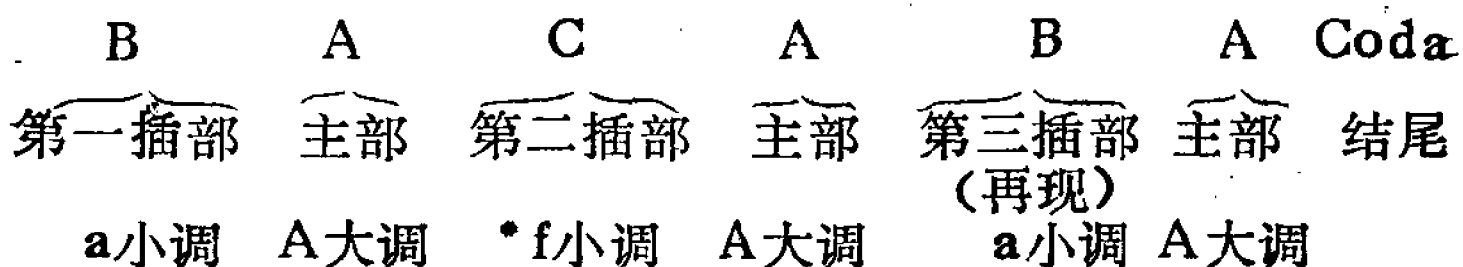 B A C A B A Coda
第一插部 主部 第二插部 主部 第三插部 主部 结尾
(再现)
a小调 A大调 •f小调 A大调 a小调 A大调